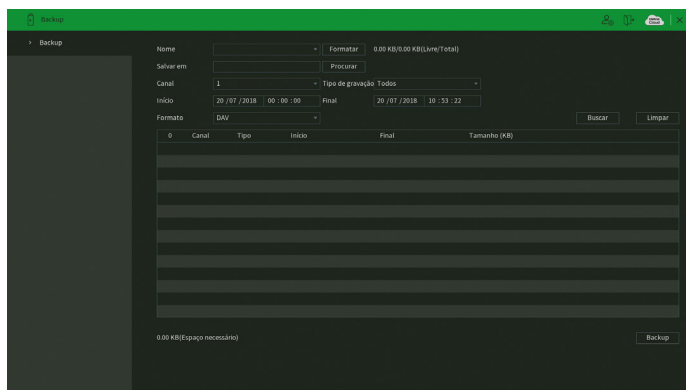 Backup
> Backup
Nome Formatar 0.00 KB/0.00 KB(Livre/Total)
Salvar em Procurar
Canal 1 Tipo de gravação Todos
Início 20 /07 /2018 00 : 00 : 00 Final 20 /07 /2018 10 : 53 : 22
Formato DAV Buscar Limpar
0 Canal Tipo Início Final Tamanho (KB)
0.00 KB(Espaço necessário) Backup